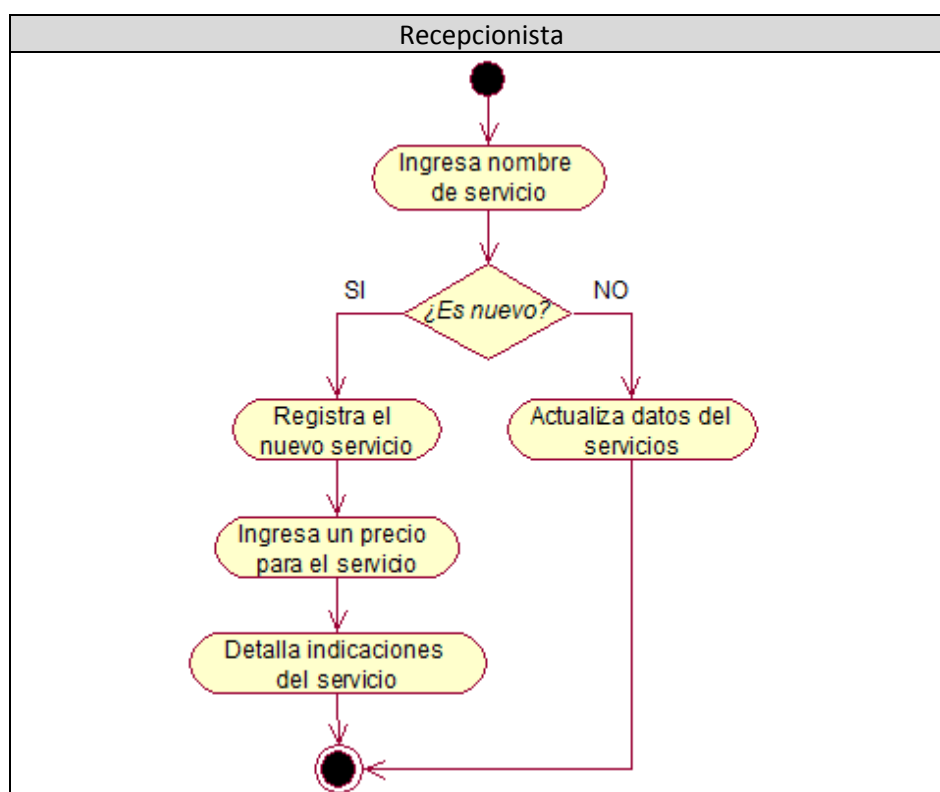 Recepcionista
Ingresa nombre
de servicio
¿Es nuevo?
SI
NO
Registra el
nuevo servicio
Actualiza datos del
servicios
Ingresa un precio
para el servicio
Detalla indicaciones
del servicio